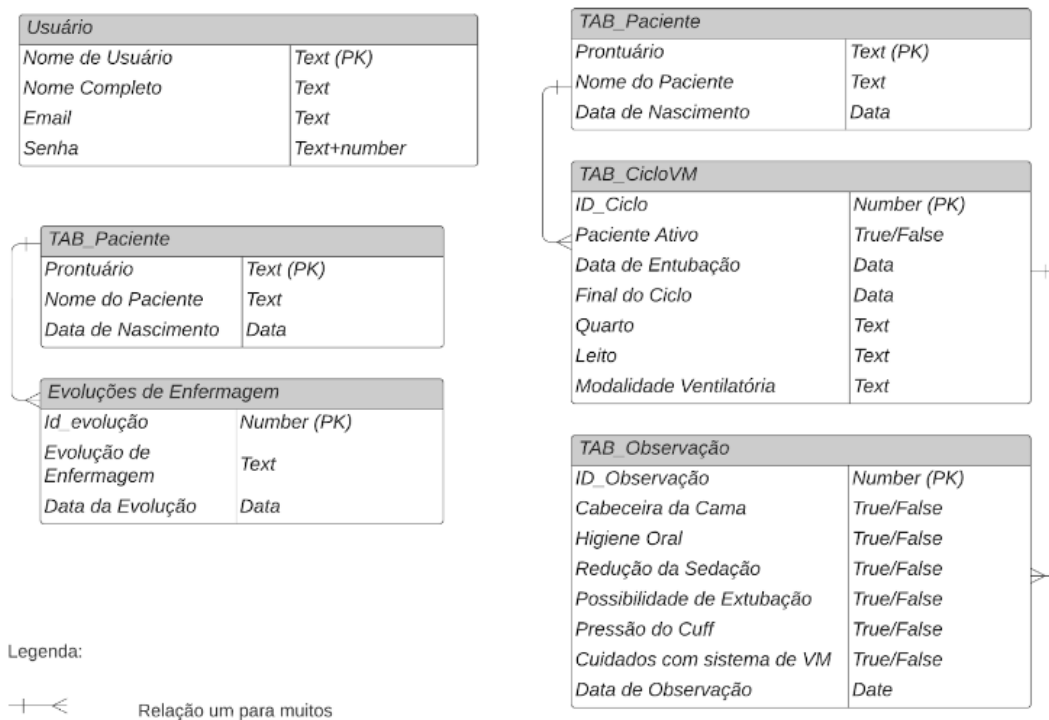 Usuário
Nome de Usuário Text (PK)
Nome Completo Text
Email Text
Senha Text+number
TAB_Paciente
Prontuário Text (PK)
Nome do Paciente Text
Data de Nascimento Data
Evoluções de Enfermagem
Id_evolução Number (PK)
Evolução de
Enfermagem Text
Data da Evolução Data
Legenda:
Relação um para muitos
TAB_Paciente
Prontuário Text (PK)
Nome do Paciente Text
Data de Nascimento Data
TAB_CicloVM
ID_Ciclo Number (PK)
Paciente Ativo True/False
Data de Entubação Data
Final do Ciclo Data
Quarto Text
Leito Text
Modalidade Ventilatória Text
TAB_Observação
ID_Observação Number (PK)
Cabeceira da Cama True/False
Higiene Oral True/False
Redução da Sedação True/False
Possibilidade de Extubação True/False
Pressão do Cuff True/False
Cuidados com sistema de VM True/False
Data de Observação Date